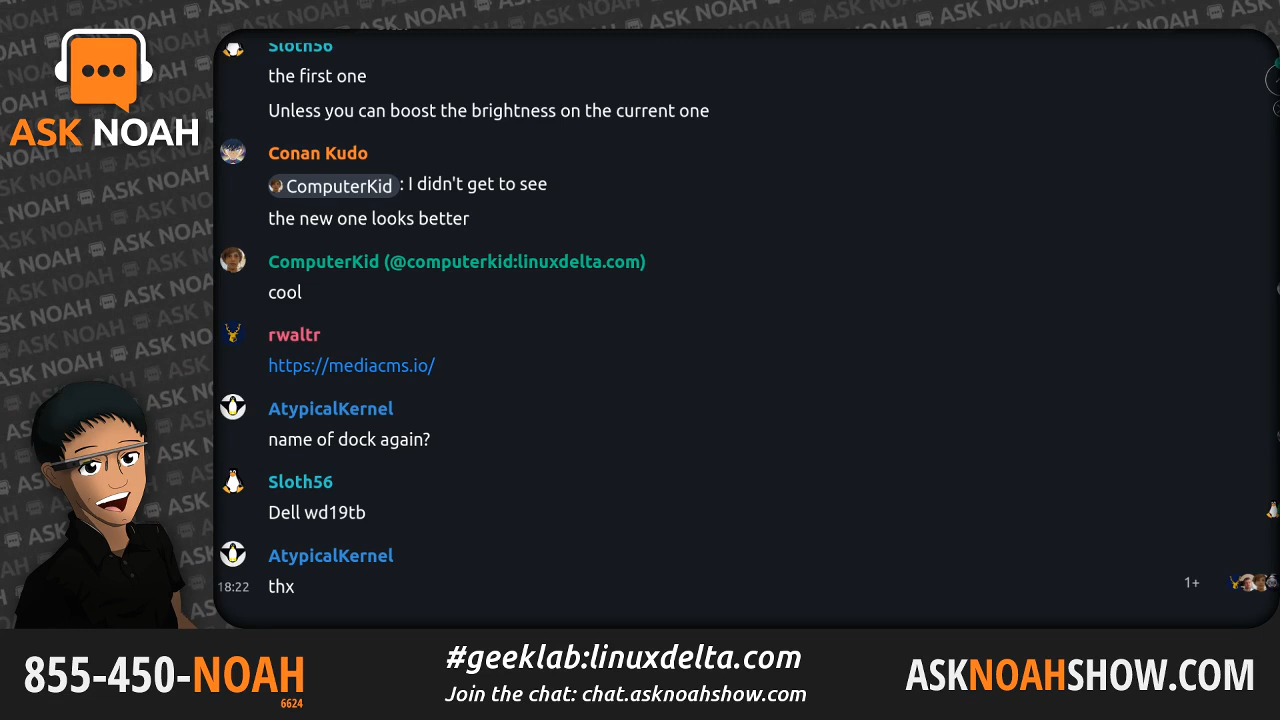 ASK NOAH
Sloth56
the first one
Unless you can boost the brightness on the current one
Conan Kudo
ComputerKid: I didn't get to see
the new one looks better
ComputerKid (@computerkid:linuxdelta.com)
cool
rwaltr
https://mediacms.io/
AtypicalKernel
name of dock again?
Sloth56
Dell wd19tb
AtypicalKernel
18:22 thx 1+
855-450-NOAH
6624
#geeklab:linuxdelta.com
Join the chat: chat.asknoahshow.com
ASKNOAHSHOW.COM